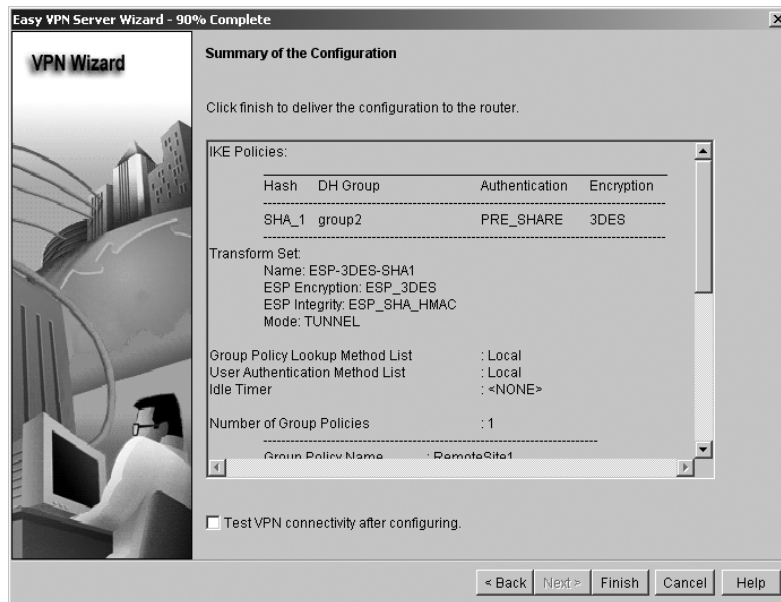 Easy VPN Server Wizard - 90% Complete
VPN Wizard
Summary of the Configuration
Click finish to deliver the configuration to the router.
IKE Policies:
Hash DH Group Authentication Encryption
SHA_1 group2 PRE_SHARE 3DES
Transform Set:
Name: ESP-3DES-SHA1
ESP Encryption: ESP_3DES
ESP Integrity: ESP_SHA_HMAC
Mode: TUNNEL
Group Policy Lookup Method List : Local
User Authentication Method List : Local
Idle Timer : <NONE>
Number of Group Policies : 1
Group Policy Name : RemoteSite1
Test VPN connectivity after configuring.
< Back Next > Finish Cancel Help